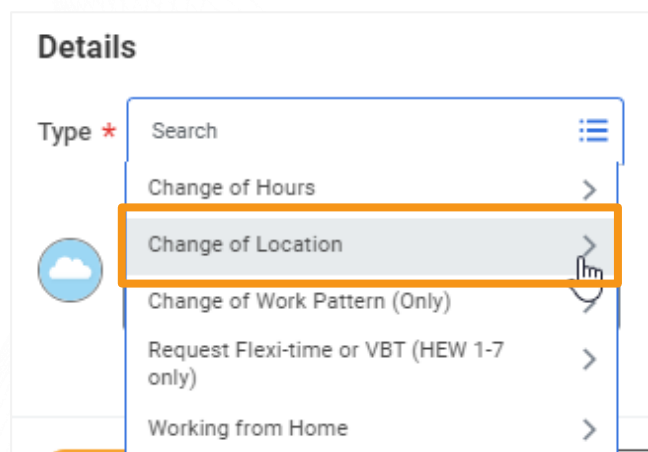 Details
Type *
Search
Change of Hours
Change of Location
Change of Work Pattern (Only)
Request Flexi-time or VBT (HEW 1-7
only)
Working from Home